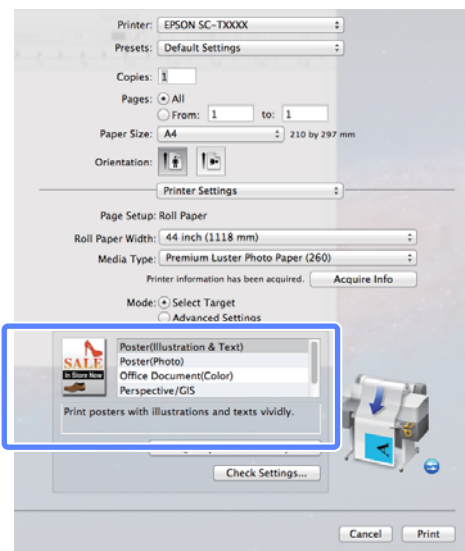 Printer: EPSON SC-TXXXX
Presets: Default Settings
Copies: 1
Pages: All
From: 1 to: 1
Paper Size: A4 210 by 297 mm
Orientation:
Printer Settings
Page Setup: Roll Paper
Roll Paper Width: 44 inch (1118 mm)
Media Type: Premium Luster Photo Paper (260)
Printer information has been acquired. Acquire Info
Mode: Select Target
Advanced Settings
SALE
In Store Now
Poster(Illustration & Text)
Poster(Photo)
Office Document(Color)
Perspective/GIS
Print posters with illustrations and texts vividly.
Check Settings...
Cancel Print